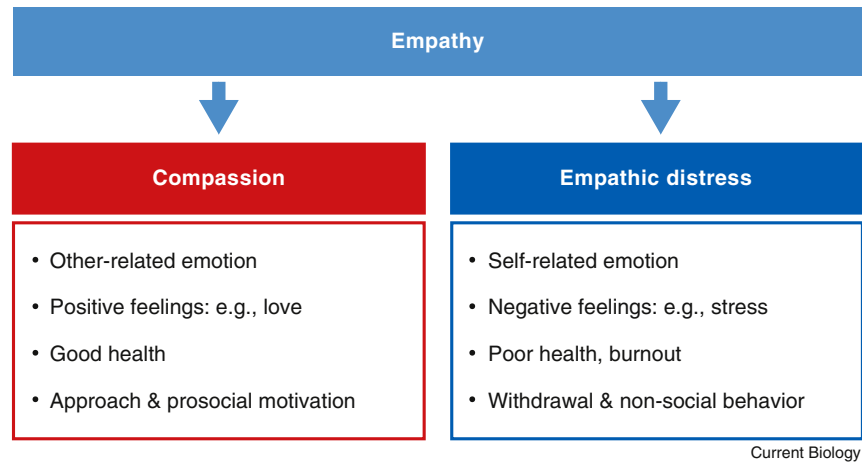 Empathy
Compassion
• Other-related emotion
• Positive feelings: e.g., love
• Good health
• Approach & prosocial motivation
Empathic distress
• Self-related emotion
• Negative feelings: e.g., stress
• Poor health, burnout
• Withdrawal & non-social behavior
Current Biology